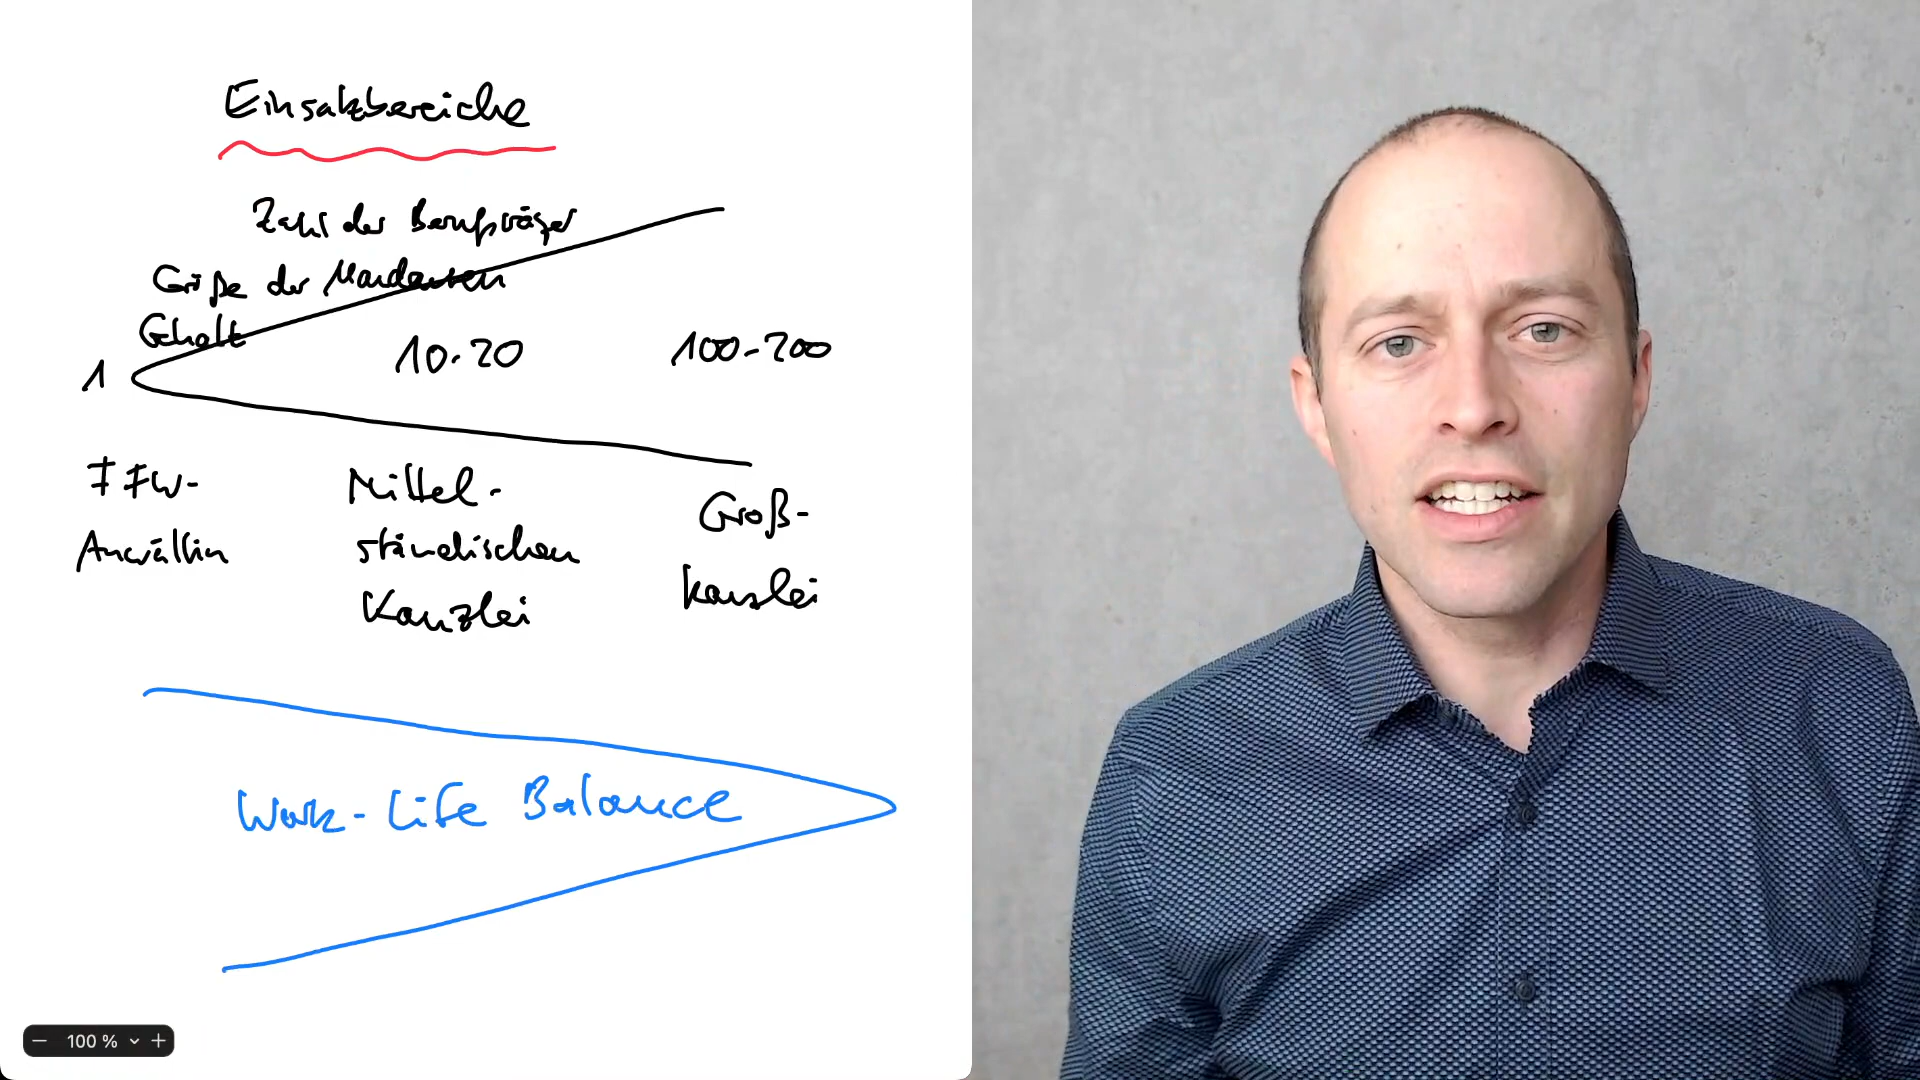 Einsatzbereiche
Zahl der Berufsträger
Größe der Mandanten
Gehalt
1
10-20
100-200
FFW-
Anwältin
Mittel-
ständischen
Kanzlei
Groß-
kanzlei
Work-Life Balance
100 %